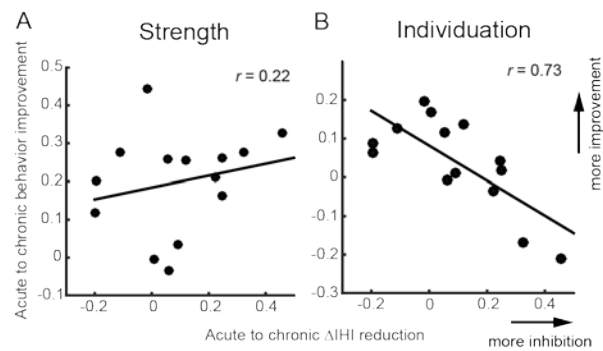 A
Strength
B
Individuation
Acute to chronic behavior improvement
0.5
0.4
0.3
0.2
0.1
0
-0.1
r = 0.22
-0.2
0
0.2
0.4
0.2
0.1
0
-0.1
-0.2
-0.3
r = 0.73
more improvement
-0.2
0
0.2
0.4
Acute to chronic ΔIHI reduction
more inhibition